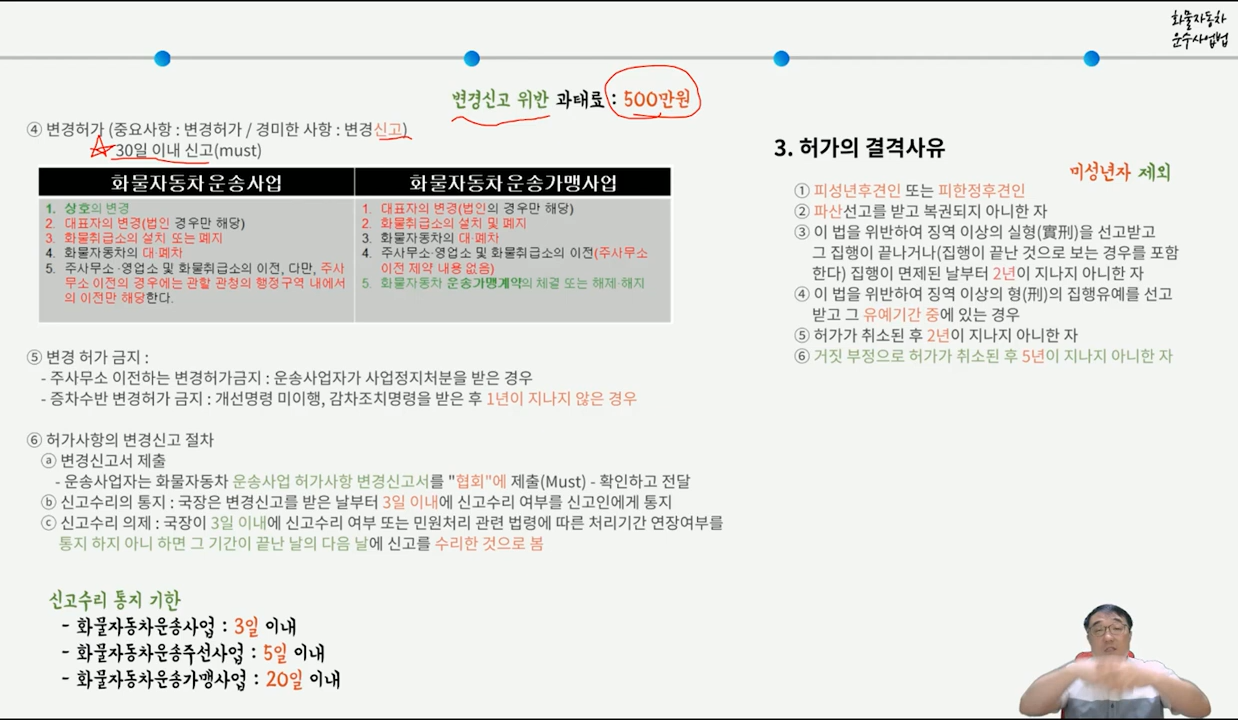 화물자동차
운수사업법
변경신고 위반 과태료 : 500만원
④ 변경허가 (중요사항 : 변경허가 / 경미한 사항 : 변경신고)
30일 이내 신고(must)
화물자동차 운송사업
1. 상호의 변경
2. 대표자의 변경(법인 경우만 해당)
3. 화물취급소의 설치 또는 폐지
4. 화물자동차의 대·폐차
5. 주사무소·영업소 및 화물취급소의 이전, 다만, 주사
무소 이전의 경우에는 관할 관청의 행정구역 내에서
의 이전만 해당한다.
화물자동차 운송가맹사업
1. 대표자의 변경(법인의 경우만 해당)
2. 화물취급소의 설치 및 폐지
3. 화물자동차의 대·폐차
4. 주사무소·영업소 및 화물취급소의 이전(주사무소
이전 제약 내용 없음)
5. 화물자동차 운송가맹계약의 체결 또는 해제·해지
⑤ 변경 허가 금지 :
- 주사무소 이전하는 변경허가금지 : 운송사업자가 사업정지처분을 받은 경우
- 증차수반 변경허가 금지 : 개선명령 미이행, 감차조치명령을 받은 후 1년이 지나지 않은 경우
⑥ 허가사항의 변경신고 절차
ⓐ 변경신고서 제출
- 운송사업자는 화물자동차 운송사업 허가사항 변경신고서를 "협회"에 제출(Must) - 확인하고 전달
ⓑ 신고수리의 통지 : 국장은 변경신고를 받은 날부터 3일 이내에 신고수리 여부를 신고인에게 통지
ⓒ 신고수리 의제 : 국장이 3일 이내에 신고수리 여부 또는 민원처리 관련 법령에 따른 처리기간 연장여부를
통지 하지 아니 하면 그 기간이 끝난 날의 다음 날에 신고를 수리한 것으로 봄
신고수리 통지 기한
- 화물자동차운송사업 : 3일 이내
- 화물자동차운송주선사업 : 5일 이내
- 화물자동차운송가맹사업 : 20일 이내
3. 허가의 결격사유
미성년자 제외
① 피성년후견인 또는 피한정후견인
② 파산선고를 받고 복권되지 아니한 자
③ 이 법을 위반하여 징역 이상의 실형(實刑)을 선고받고
그 집행이 끝나거나(집행이 끝난 것으로 보는 경우를 포함
한다) 집행이 면제된 날부터 2년이 지나지 아니한 자
④ 이 법을 위반하여 징역 이상의 형(刑)의 집행유예를 선고
받고 그 유예기간 중에 있는 경우
⑤ 허가가 취소된 후 2년이 지나지 아니한 자
⑥ 거짓 부정으로 허가가 취소된 후 5년이 지나지 아니한 자